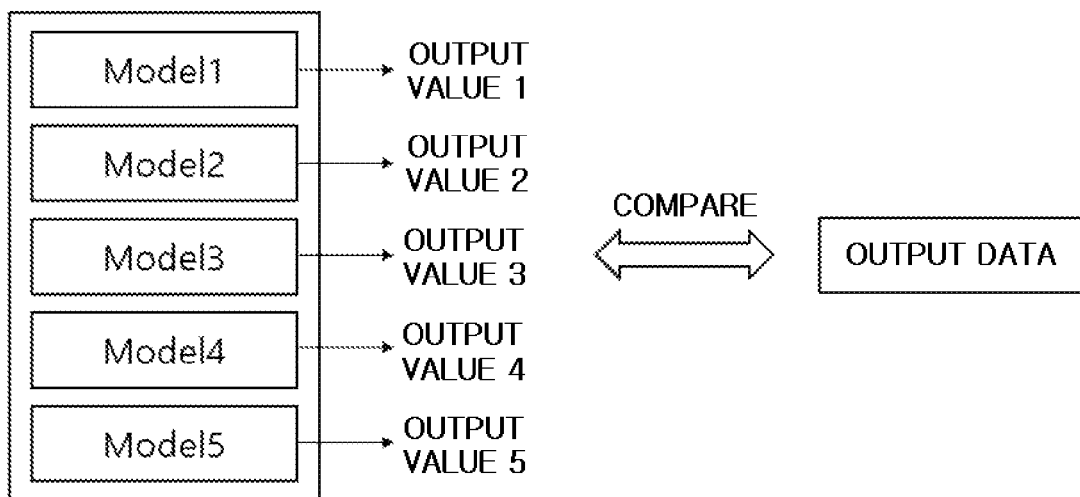 Model1
OUTPUT
VALUE 1
Model2
OUTPUT
VALUE 2
Model3
OUTPUT
VALUE 3
COMPARE
OUTPUT DATA
Model4
OUTPUT
VALUE 4
Model5
OUTPUT
VALUE 5